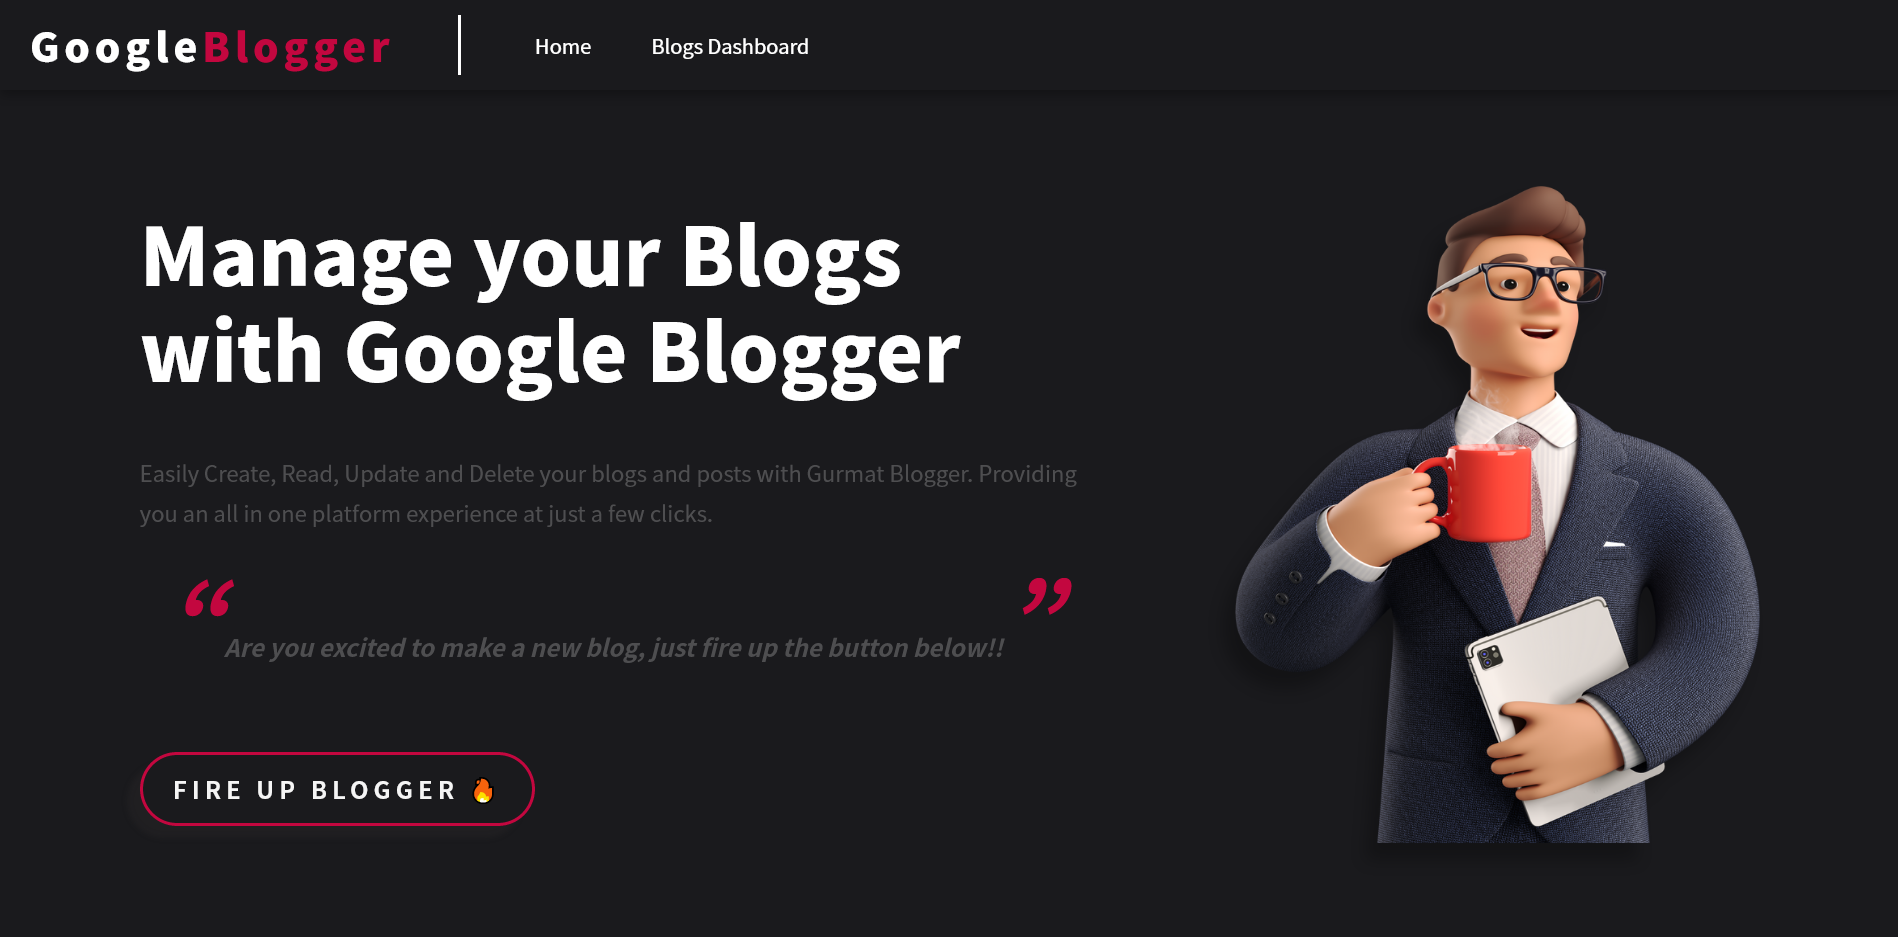 GoogleBlogger
Home
Blogs Dashboard
Manage your Blogs
with Google Blogger
Easily Create, Read, Update and Delete your blogs and posts with Gurmat Blogger. Providing
you an all in one platform experience at just a few clicks.
“ ”
Are you excited to make a new blog, just fire up the button below!!
FIRE UP BLOGGER 🔥